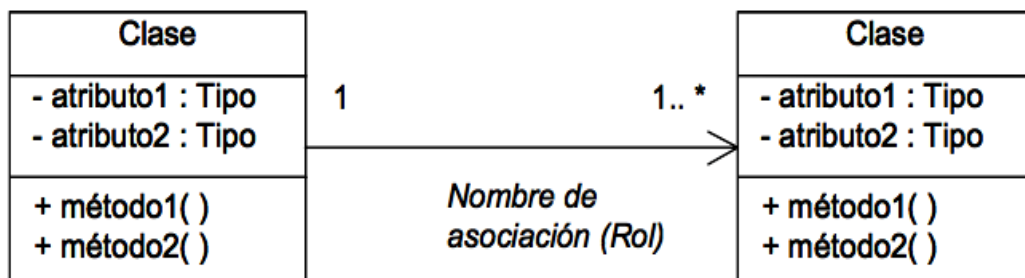 Clase
- atributo1 : Tipo
- atributo2 : Tipo
+ método1( )
+ método2( )
1
1.. *
Nombre de
asociación (Rol)
Clase
- atributo1 : Tipo
- atributo2 : Tipo
+ método1( )
+ método2( )